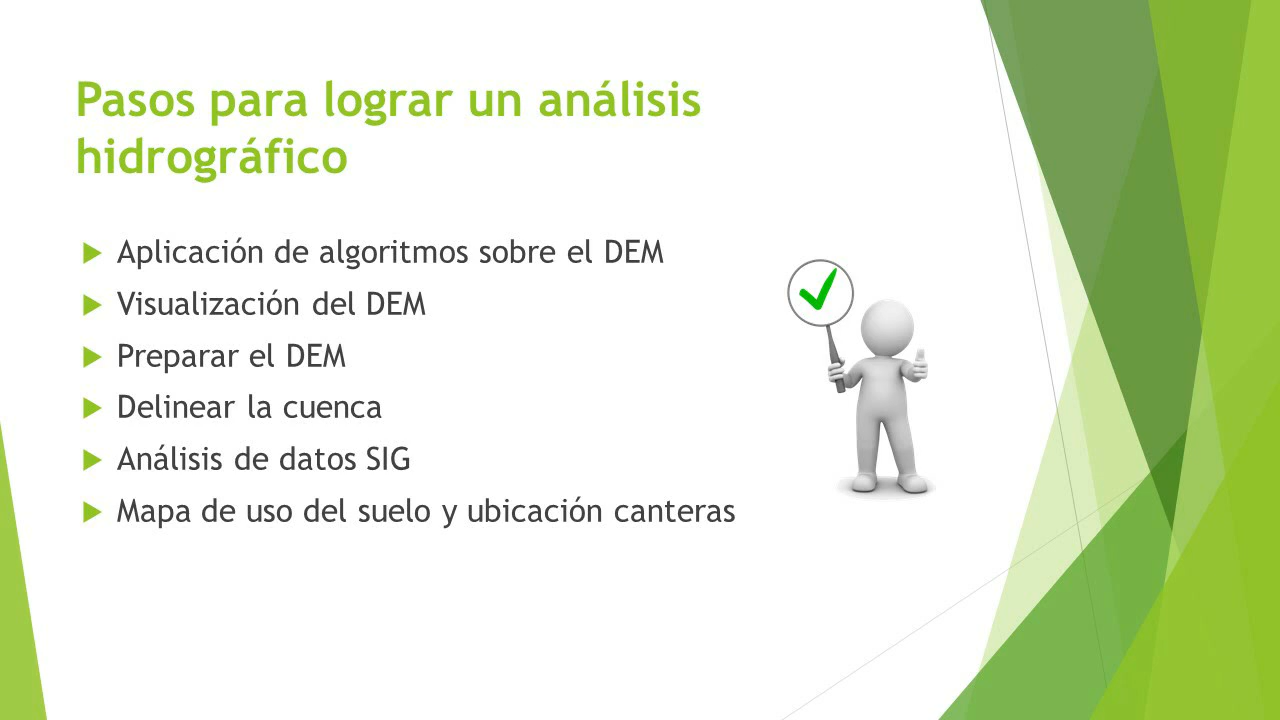 Pasos para lograr un análisis
hidrográfico
Aplicación de algoritmos sobre el DEM
Visualización del DEM
Preparar el DEM
Delinear la cuenca
Análisis de datos SIG
Mapa de uso del suelo y ubicación canteras